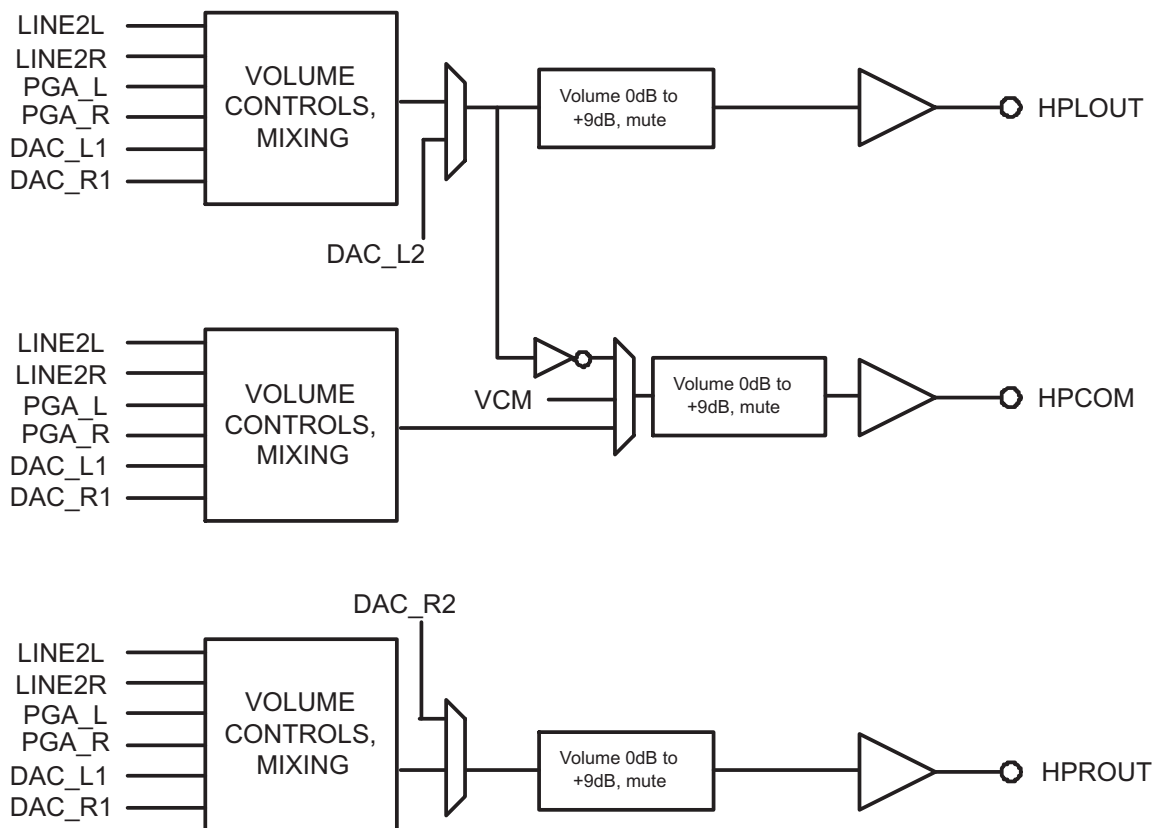 LINE2L
LINE2R
PGA_L
PGA_R
DAC_L1
DAC_R1
VOLUME
CONTROLS,
MIXING
DAC_L2
Volume 0dB to
+9dB, mute
HPLOUT
LINE2L
LINE2R
PGA_L
PGA_R
DAC_L1
DAC_R1
VOLUME
CONTROLS,
MIXING
VCM
Volume 0dB to
+9dB, mute
HPCOM
DAC_R2
LINE2L
LINE2R
PGA_L
PGA_R
DAC_L1
DAC_R1
VOLUME
CONTROLS,
MIXING
Volume 0dB to
+9dB, mute
HPROUT